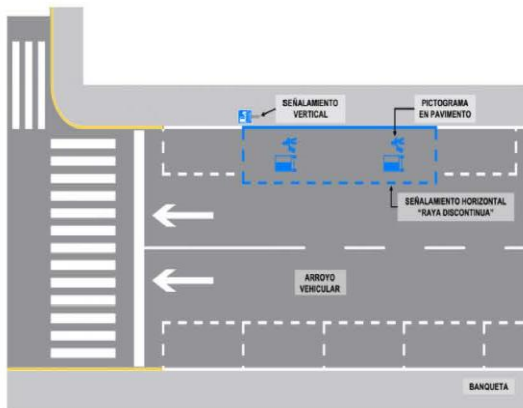 SEÑALAMIENTO
VERTICAL
PICTOGRAMA
EN PAVIMENTO
SEÑALAMIENTO HORIZONTAL
"RAYA DISCONTINUA"
ARROYO
VEHICULAR
BANQUETA